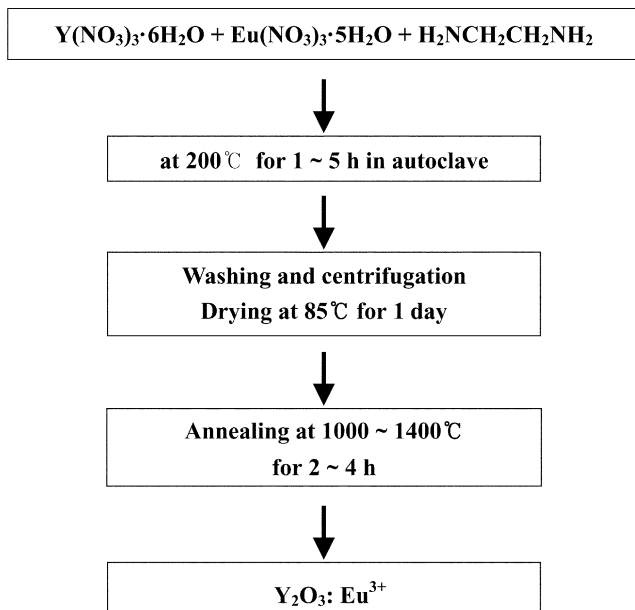 Y(NO₃)₃·6H₂O + Eu(NO₃)₃·5H₂O + H₂NCH₂CH₂NH₂
at 200℃ for 1 ~ 5 h in autoclave
Washing and centrifugation
Drying at 85℃ for 1 day
Annealing at 1000 ~ 1400℃
for 2 ~ 4 h
Y₂O₃: Eu³⁺